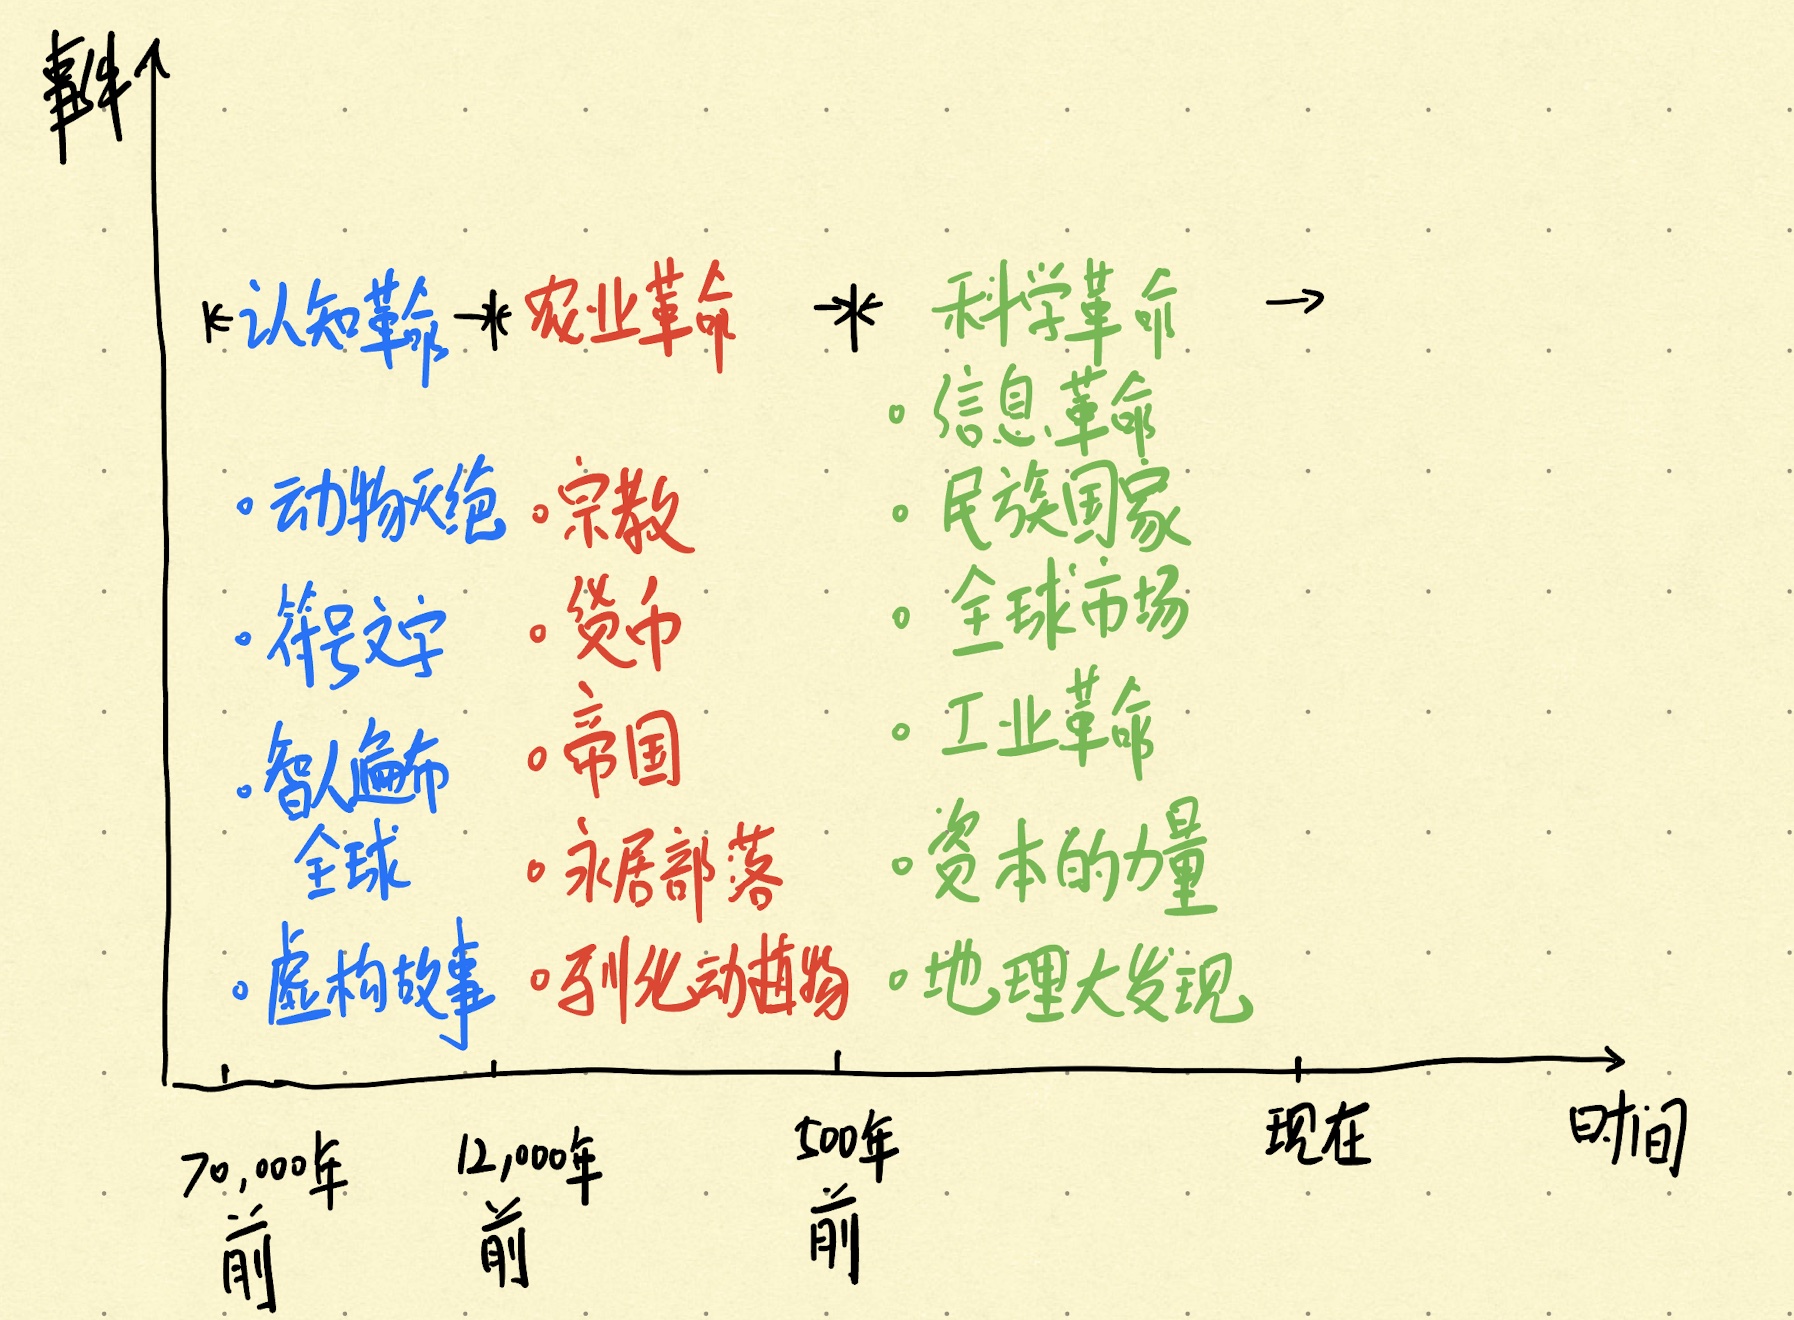 事件
认知革命
农业革命
科学革命
动物灭绝
符号文字
智人遍布
全球
虚构故事
宗教
货币
帝国
永居部落
驯化动植物
信息革命
民族国家
全球市场
工业革命
资本的力量
地理大发现
70,000年
前
12,000年
前
500年
前
现在
时间